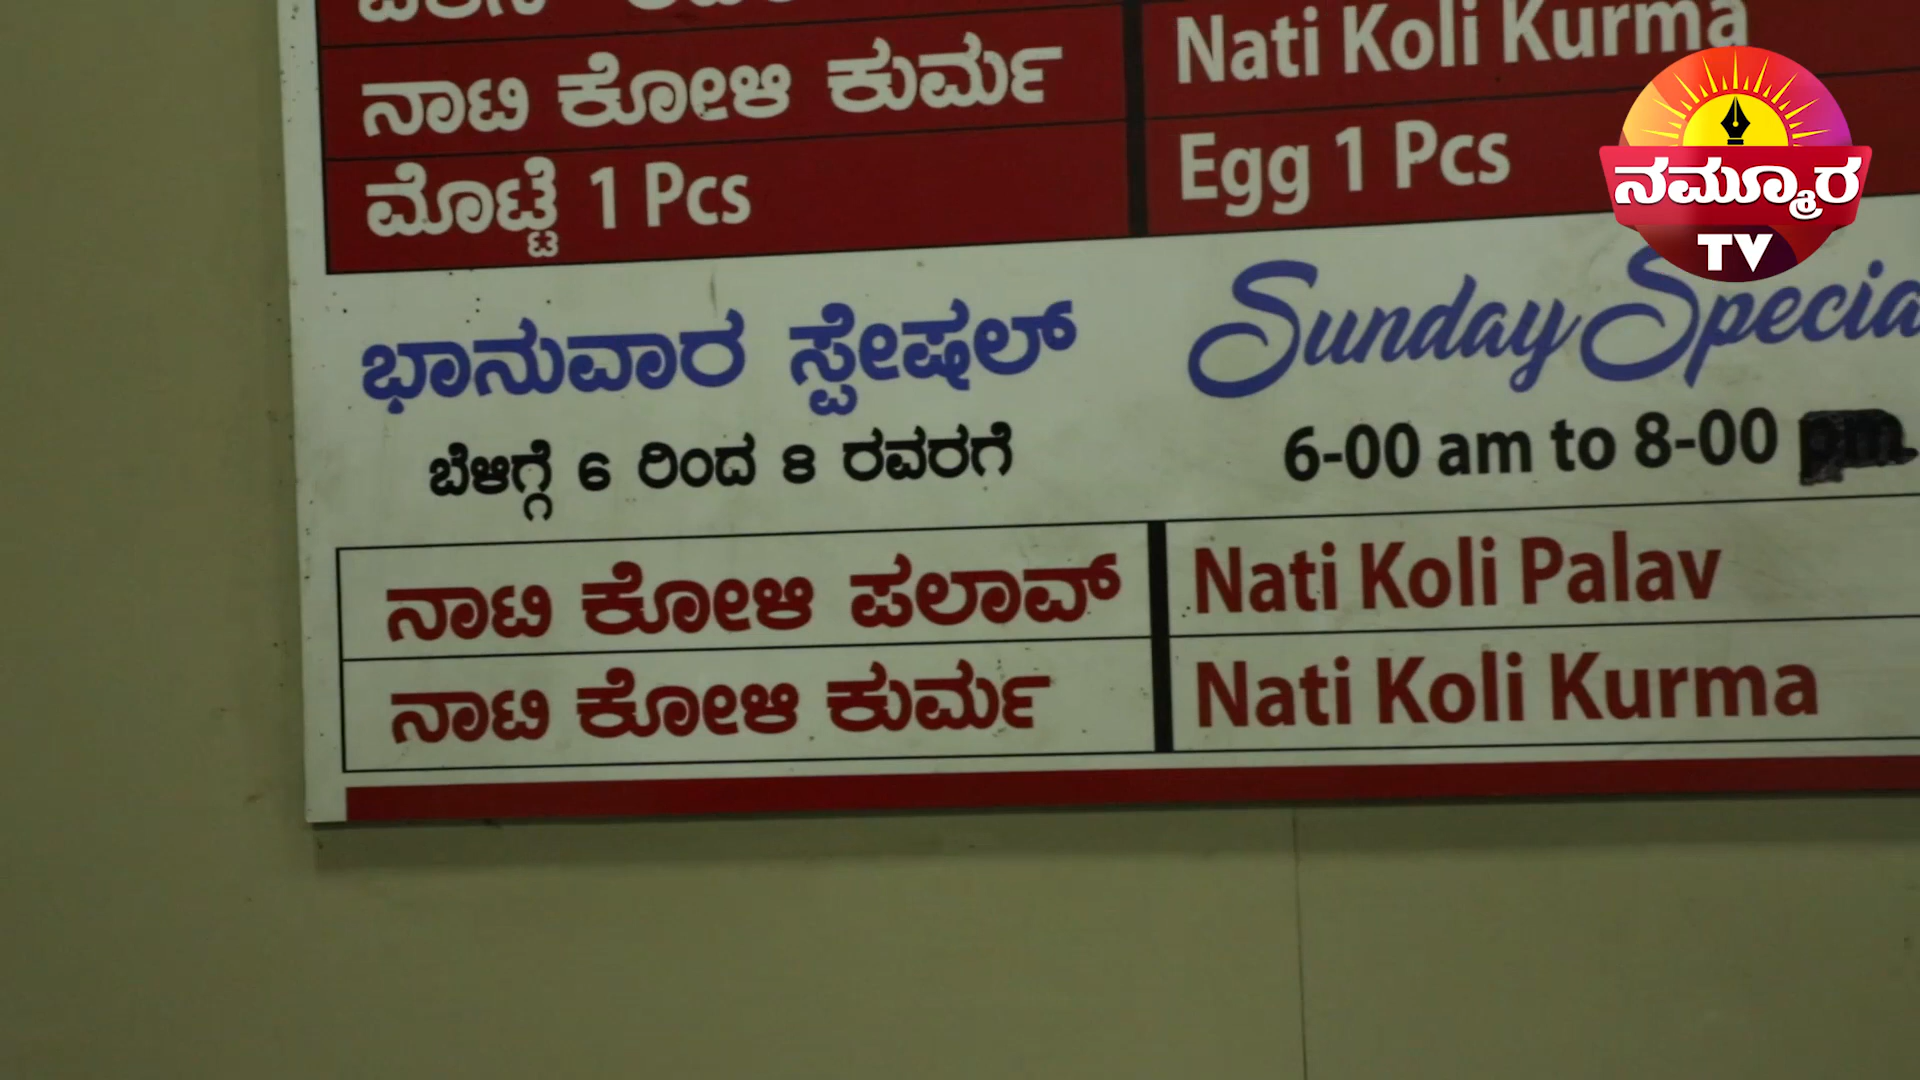 ನಾಟಿ ಕೋಳಿ ಕುರ್ಮ Nati Koli Kurma
ಮೊಟ್ಟೆ 1 Pcs Egg 1 Pcs
ನಮ್ಮೂರ
TV
ಭಾನುವಾರ ಸ್ಪೇಷಲ್ Sunday Special
ಬೆಳಿಗ್ಗೆ 6 ರಿಂದ 8 ರವರಗೆ 6-00 am to 8-00
ನಾಟಿ ಕೋಳಿ ಪಲಾವ್ Nati Koli Palav
ನಾಟಿ ಕೋಳಿ ಕುರ್ಮ Nati Koli Kurma